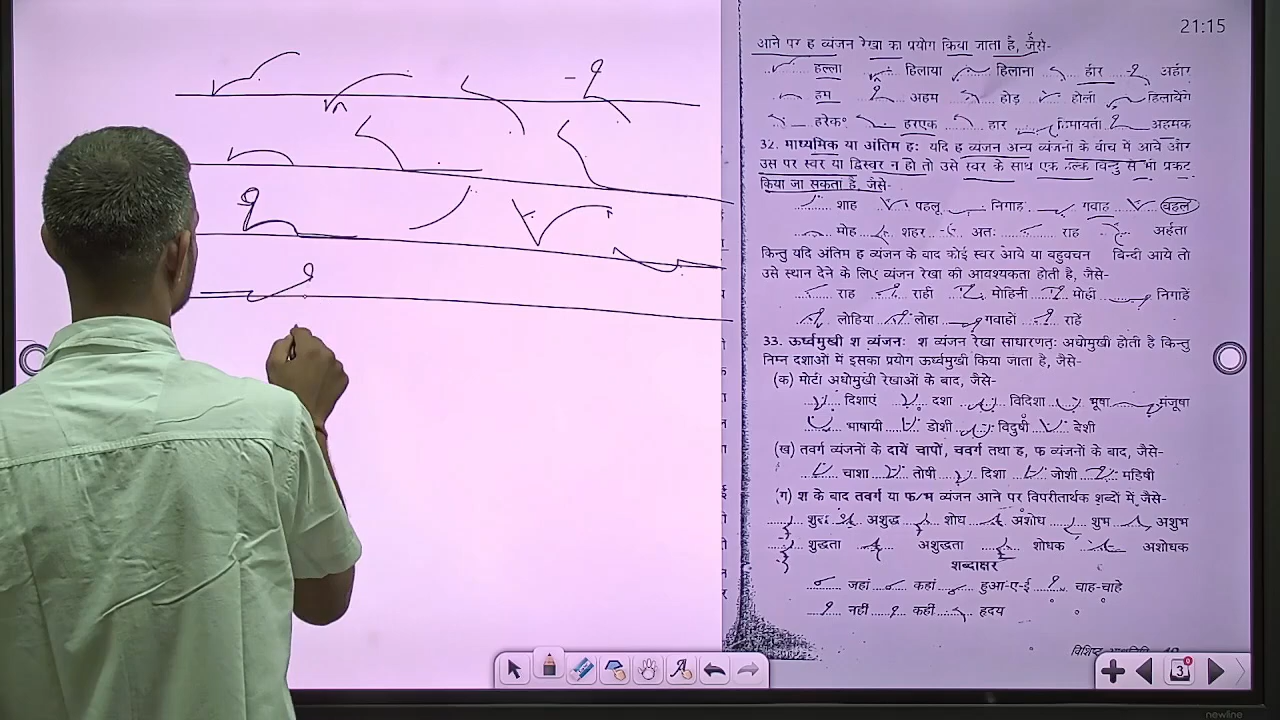 21:15
आने पर ह व्यंजन रेखा का प्रयोग किया जाता है, जैसे-
हल्ला हिलाया हिलाना हार अहीर
हम अहम होड़ होली हिलायेंगे
हरेक॰ हरएक हार हिमायती अहमक
32. माध्यमिक या अंतिम हः यदि ह व्यंजन अन्य व्यंजनों के बीच में आये और
उस पर स्वर या द्विस्वर न हो तो उसे स्वर के साथ एक हल्के बिन्दु से भी प्रकट
किया जा सकता है, जैसे-
शाह पहलू निगाह गवाह बहल
मोह शहर अतः राह अर्हता
किन्तु यदि अंतिम ह व्यंजन के बाद कोई स्वर आये या बहुवचन बिन्दी आये तो
उसे स्थान देने के लिए व्यंजन रेखा की आवश्यकता होती है, जैसे-
राह राही मोहिनी मोही निगाहें
लोहिया लोहा गवाहों राहें
33. ऊर्ध्वमुखी श व्यंजनः श व्यंजन रेखा साधारणतः अधोमुखी होती है किन्तु
निम्न दशाओं में इसका प्रयोग ऊर्ध्वमुखी किया जाता है, जैसे-
(क) मोटी अधोमुखी रेखाओं के बाद, जैसे-
दिशाएं दशा विदिशा भूषा मंजूषा
भाषायी डोशी विदुषी बेशी
(ख) तवर्ग व्यंजनों के दायें चापों, चवर्ग तथा ह, फ व्यंजनों के बाद, जैसे-
चाशा तोषी दिशा जोशी महिषी
(ग) श के बाद तवर्ग या फ/भ व्यंजन आने पर विपरीतार्थक शब्दों में, जैसे-
शुद्ध अशुद्ध शोध अशोध शुभ अशुभ
शुद्धता अशुद्धता शोधक अशोधक
शब्दाक्षर
जहां कहां हुआ-ए-ई चाह-चाहे
नहीं कहीं हृदय
विशिष्ट
3
newline